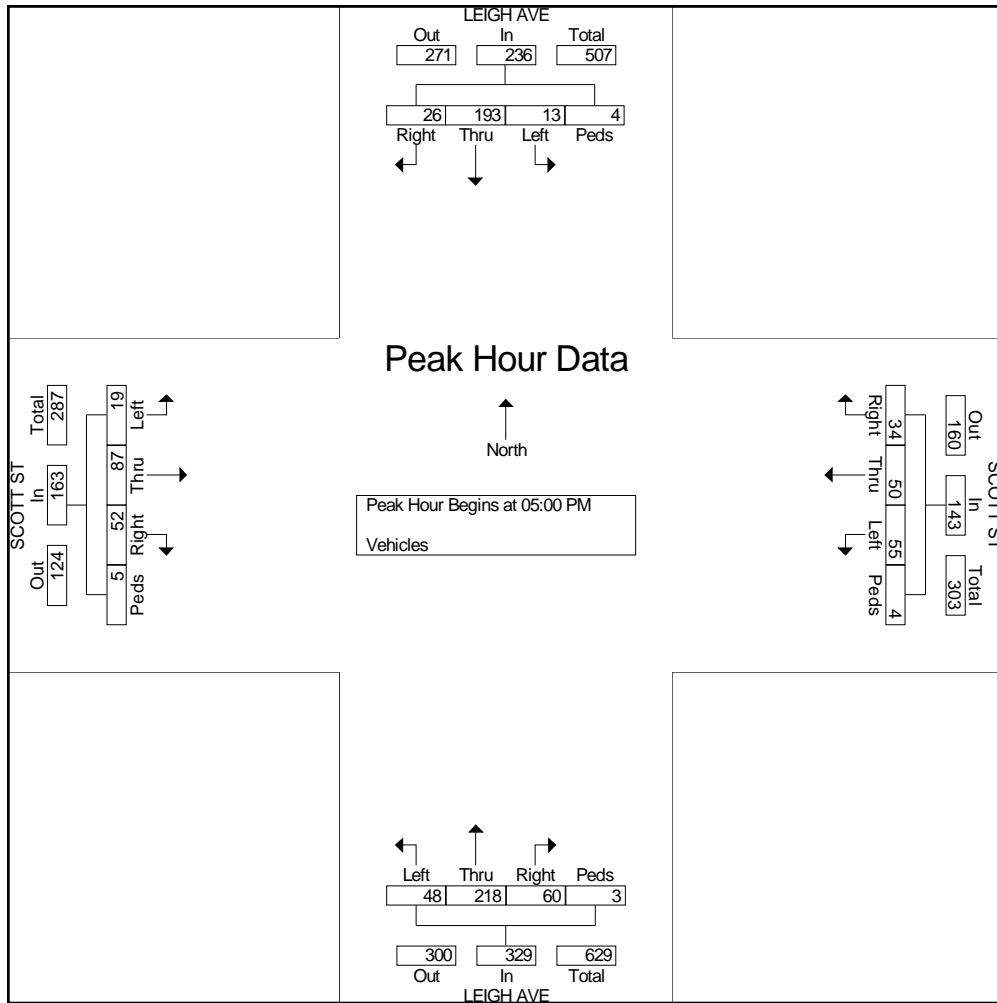 LEIGH AVE
Out In Total
271 236 507
26 193 13 4
Right Thru Left Peds
Peak Hour Data
North
Peak Hour Begins at 05:00 PM
Vehicles
SCOTT ST
Total In Out
287 163 124
19 87 52 5
Left Thru Right Peds
Right Thru Left Peds
34 50 55 4
Out In Total
160 143 303
SCOTT ST
Left Thru Right Peds
48 218 60 3
300 329 629
Out In Total
LEIGH AVE